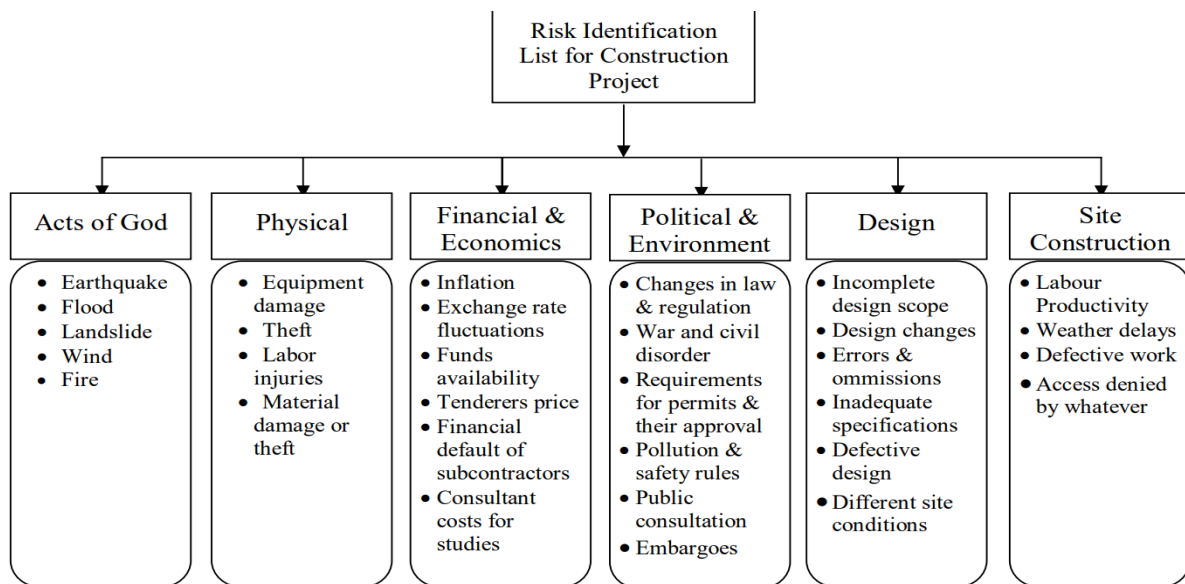 Risk Identification
List for Construction
Project
Acts of God
• Earthquake
• Flood
• Landslide
• Wind
• Fire
Physical
• Equipment
damage
• Theft
• Labor
injuries
• Material
damage or
theft
Financial &
Economics
• Inflation
• Exchange rate
fluctuations
• Funds
availability
• Tenderers price
• Financial
default of
subcontractors
• Consultant
costs for
studies
Political &
Environment
• Changes in law
& regulation
• War and civil
disorder
• Requirements
for permits &
their approval
• Pollution &
safety rules
• Public
consultation
• Embargoes
Design
• Incomplete
design scope
• Design changes
• Errors &
ommissions
• Inadequate
specifications
• Defective
design
• Different site
conditions
Site
Construction
• Labour
Productivity
• Weather delays
• Defective work
• Access denied
by whatever